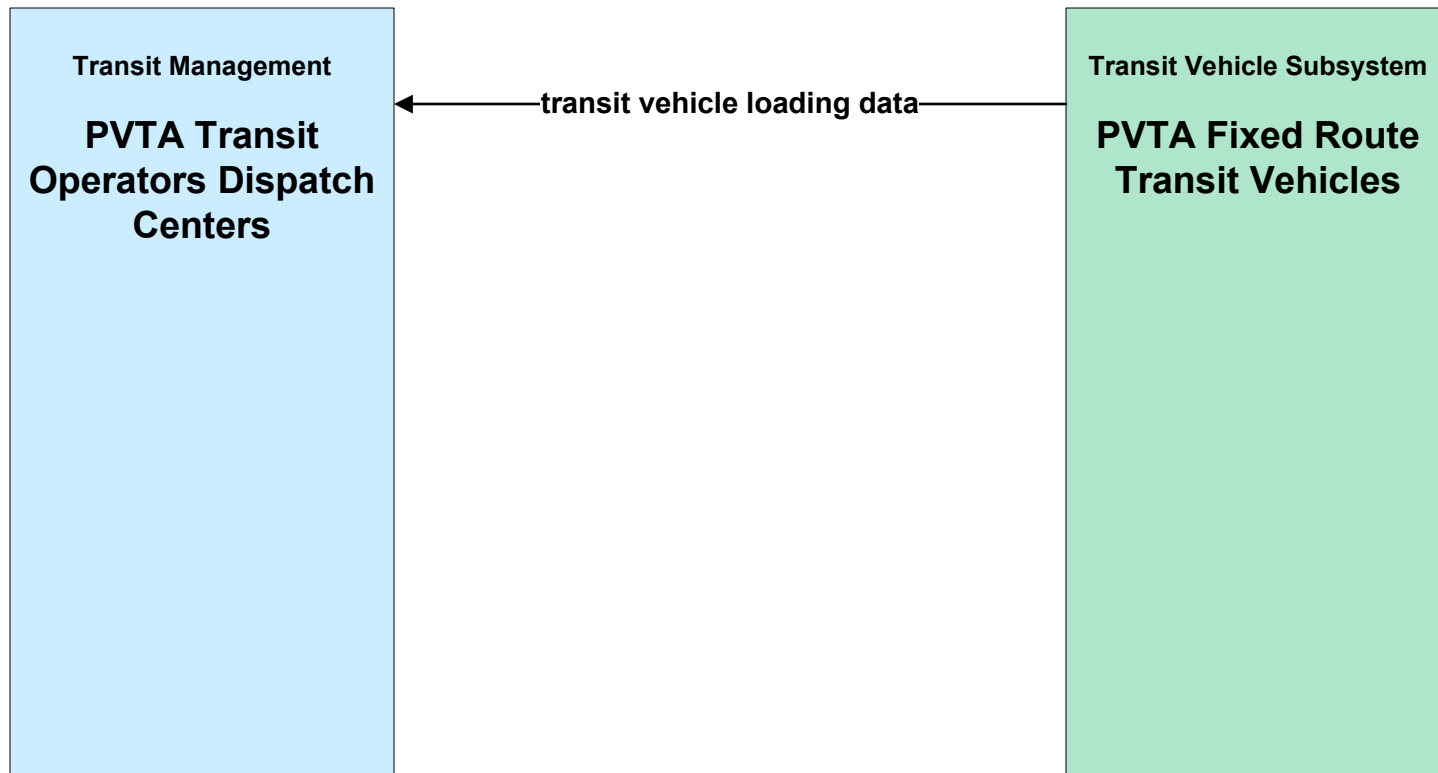 Transit Management
PVTA Transit
Operators Dispatch
Centers
transit vehicle loading data
Transit Vehicle Subsystem
PVTA Fixed Route
Transit Vehicles